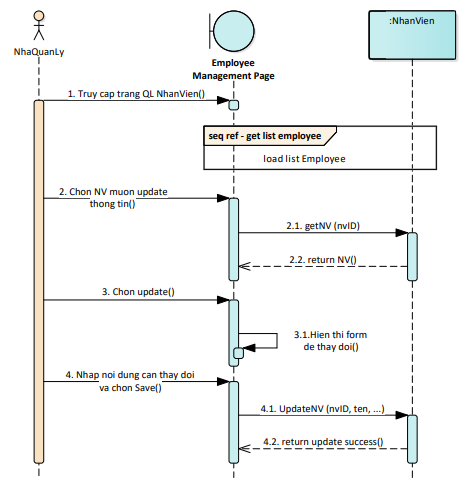 :NhanVien
NhaQuanLy
Employee
Management Page
1. Truy cap trang QL NhanVien()
seq ref - get list employee
load list Employee
2. Chon NV muon update
thong tin()
2.1. getNV (nvID)
2.2. return NV()
3. Chon update()
3.1.Hien thi form
de thay doi()
4. Nhap noi dung can thay doi
va chon Save()
4.1. UpdateNV (nvID, ten, ...)
4.2. return update success()